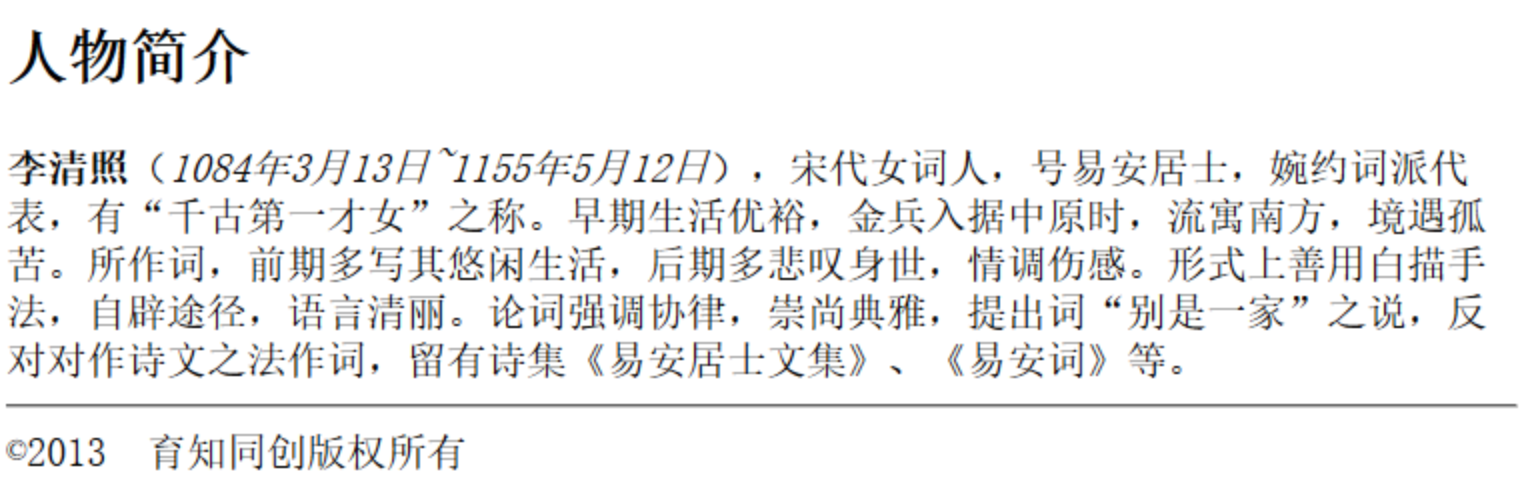 人物简介
李清照（1084年3月13日~1155年5月12日），宋代女词人，号易安居士，婉约词派代
表，有“千古第一才女”之称。早期生活优裕，金兵入据中原时，流寓南方，境遇孤
苦。所作词，前期多写其悠闲生活，后期多悲叹身世，情调伤感。形式上善用白描手
法，自辟途径，语言清丽。论词强调协律，崇尚典雅，提出词“别是一家”之说，反
对对作诗文之法作词，留有诗集《易安居士文集》、《易安词》等。
©2013　育知同创版权所有